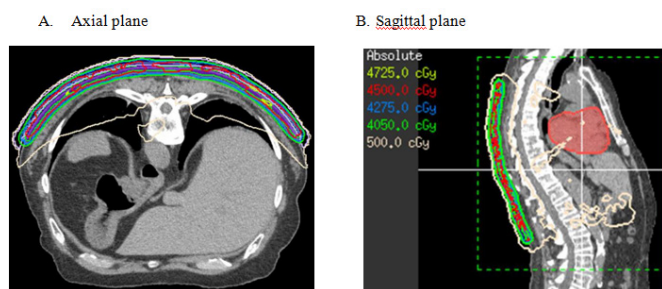 A. Axial plane
B. Sagittal plane
Absolute
4725.0 cGy
4500.0 cGy
4275.0 cGy
4050.0 cGy
500.0 cGy